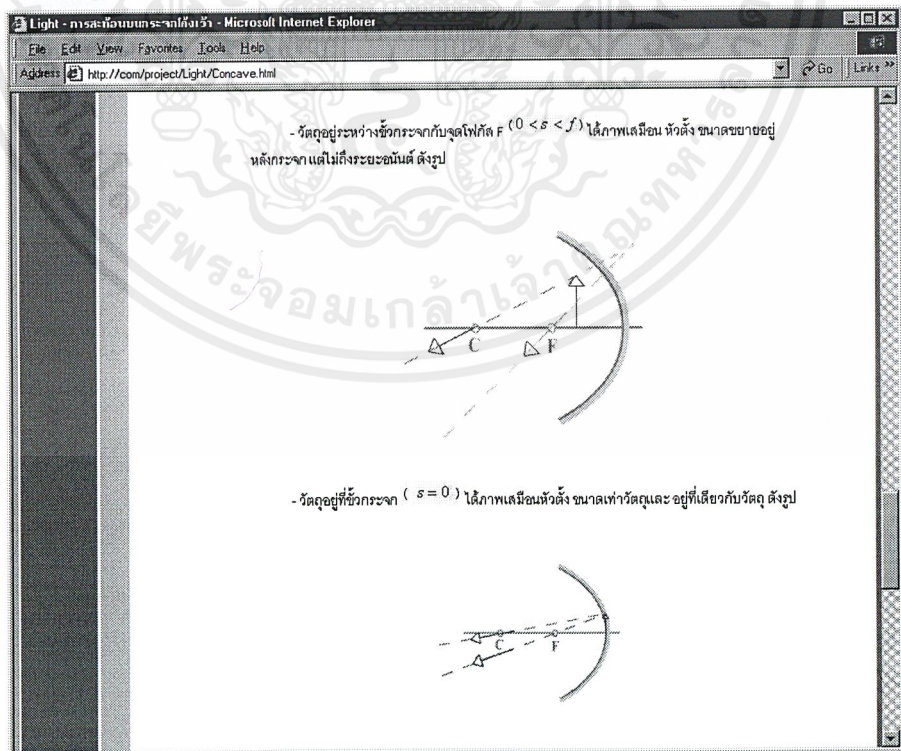 Light - การสะท้อนบนกระจกโค้งเว้า - Microsoft Internet Explorer
File Edit View Favorites Tools Help
Address http://com/project/Light/Concave.html Go Links »
- วัตถุอยู่ระหว่างขั้วกระจกกับจุดโฟกัส F (0 < s < f) ได้ภาพเสมือน หัวตั้ง ขนาดขยายอยู่
หลังกระจก แต่ไม่ถึงระยะอนันต์ ดังรูป
C F
- วัตถุอยู่ที่ขั้วกระจก ( s = 0 ) ได้ภาพเสมือนหัวตั้ง ขนาดเท่าวัตถุและ อยู่ที่เดียวกับวัตถุ ดังรูป
C F